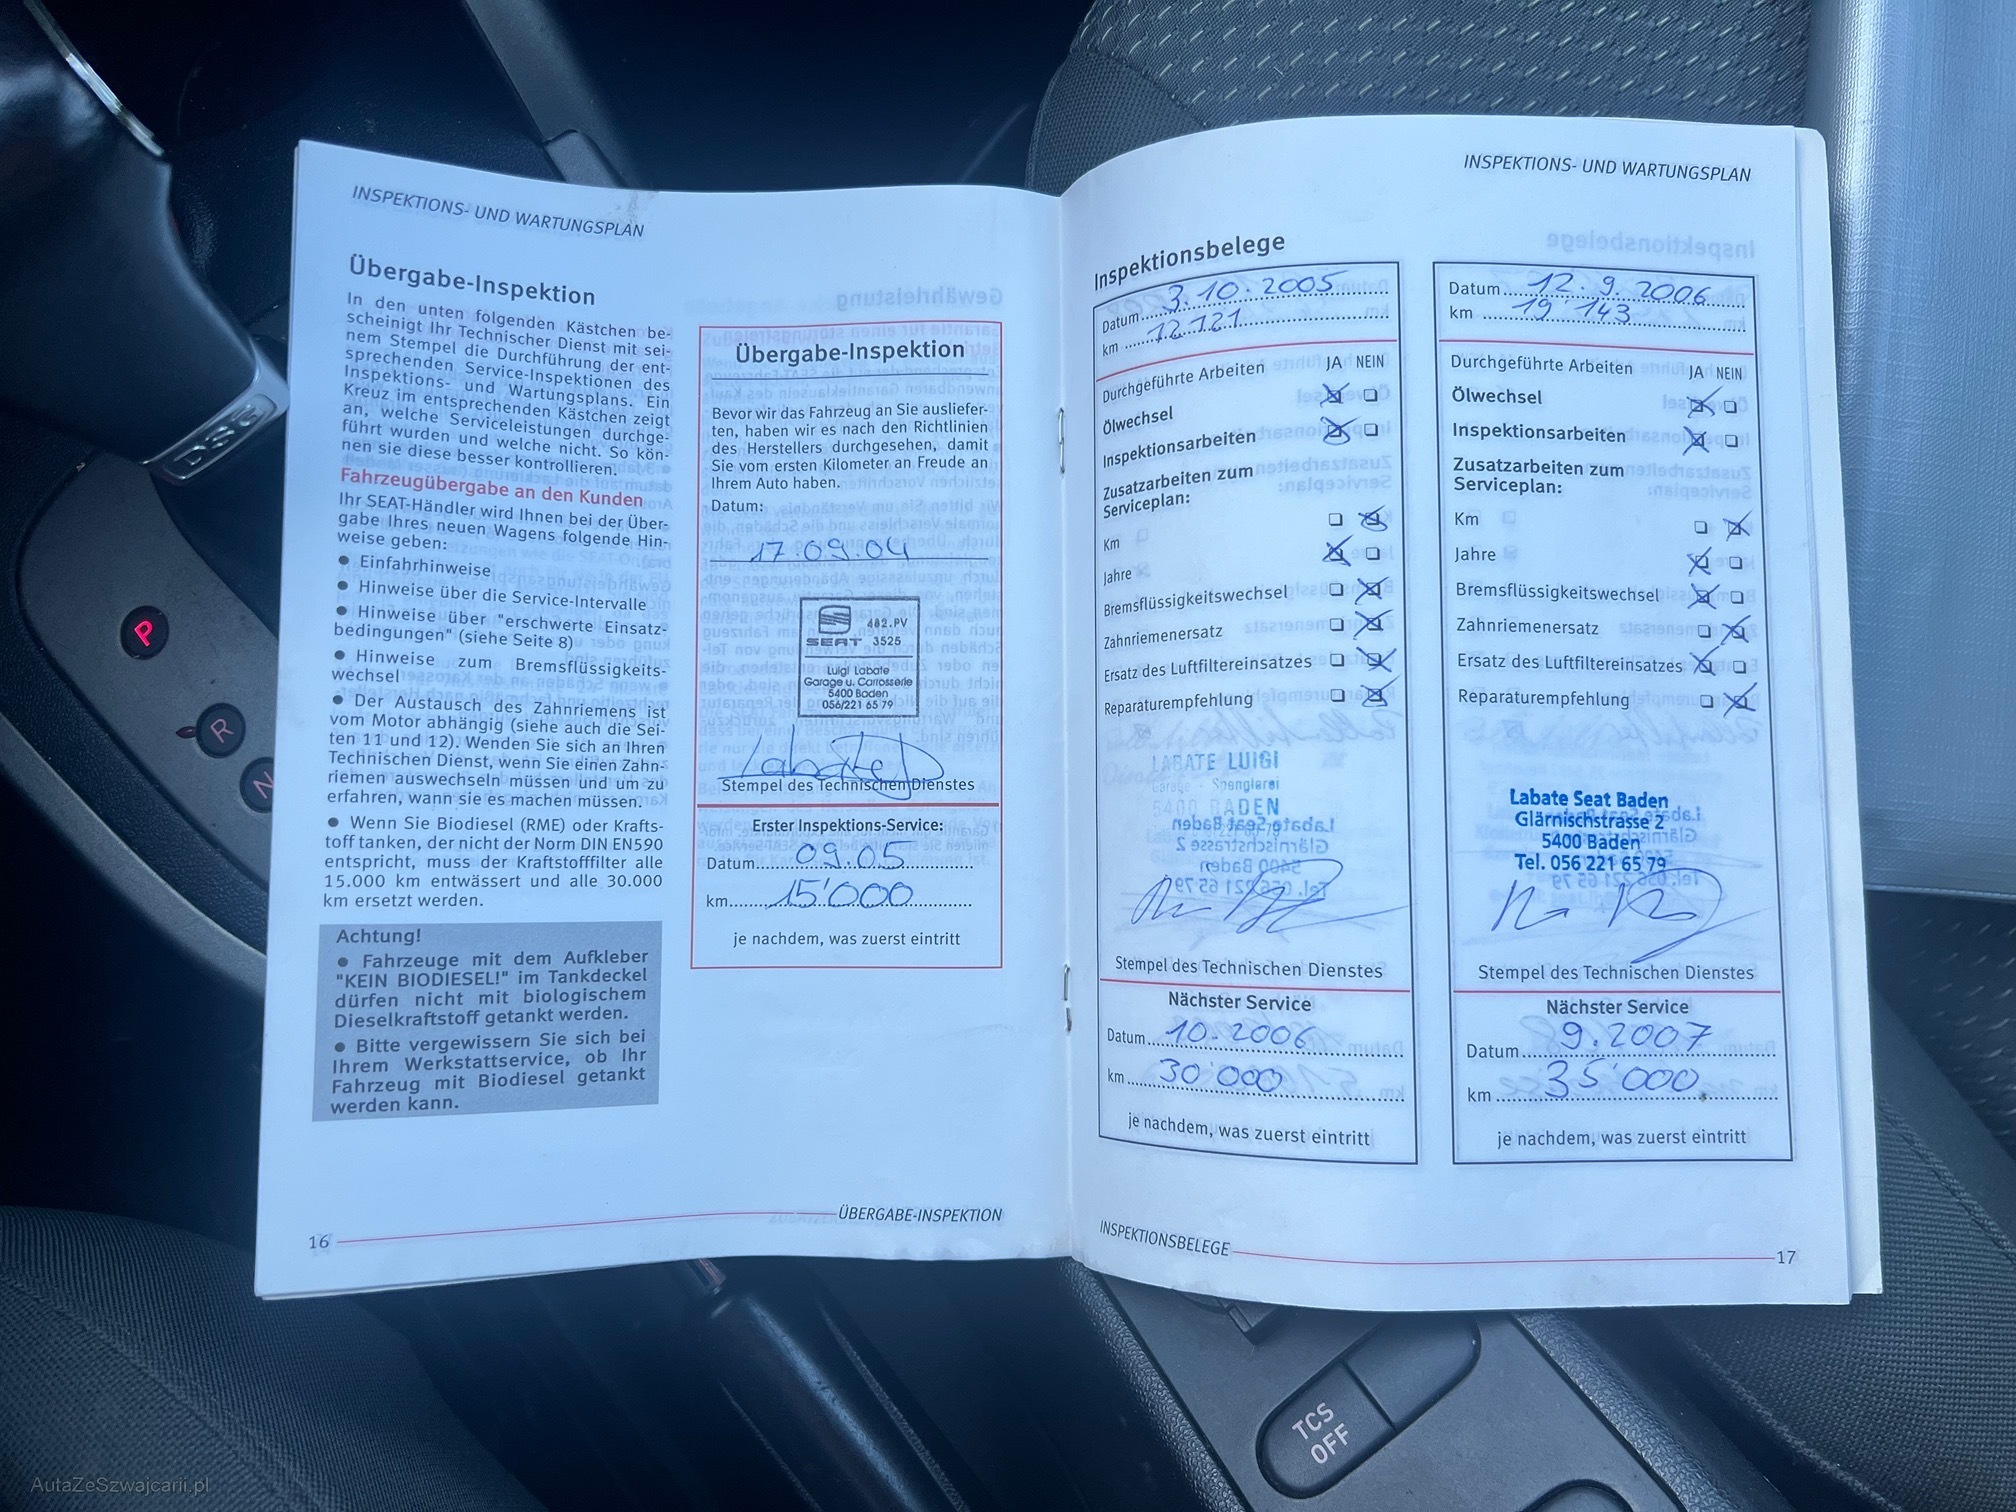 INSPEKTIONS- UND WARTUNGSPLAN
Übergabe-Inspektion
In den unten folgenden Kästchen be-
scheinigt Ihr Technischer Dienst mit sei-
nem Stempel die Durchführung der ent-
sprechenden Service-Inspektionen des
Inspektions- und Wartungsplans. Ein
Kreuz im entsprechenden Kästchen zeigt
an, welche Serviceleistungen durchge-
führt wurden und welche nicht. So kön-
nen sie diese besser kontrollieren.
Fahrzeugübergabe an den Kunden
Ihr SEAT-Händler wird Ihnen bei der Über-
gabe Ihres neuen Wagens folgende Hin-
weise geben:
● Einfahrhinweise
● Hinweise über die Service-Intervalle
● Hinweise über "erschwerte Einsatz-
bedingungen" (siehe Seite 8)
● Hinweise zum Bremsflüssigkeits-
wechsel
● Der Austausch des Zahnriemens ist
vom Motor abhängig (siehe auch die Sei-
ten 11 und 12). Wenden Sie sich an Ihren
Technischen Dienst, wenn Sie einen Zahn-
riemen auswechseln müssen und um zu
erfahren, wann sie es machen müssen.
● Wenn Sie Biodiesel (RME) oder Krafts-
toff tanken, der nicht der Norm DIN EN590
entspricht, muss der Kraftstofffilter alle
15.000 km entwässert und alle 30.000
km ersetzt werden.
Achtung!
● Fahrzeuge mit dem Aufkleber
"KEIN BIODIESEL!" im Tankdeckel
dürfen nicht mit biologischem
Dieselkraftstoff getankt werden.
● Bitte vergewissern Sie sich bei
Ihrem Werkstattservice, ob Ihr
Fahrzeug mit Biodiesel getankt
werden kann.
Übergabe-Inspektion
Bevor wir das Fahrzeug an Sie ausliefer-
ten, haben wir es nach den Richtlinien
des Herstellers durchgesehen, damit
Sie vom ersten Kilometer an Freude an
Ihrem Auto haben.
Datum:
17.09.04
482.PV
SEAT 3525
Luigi Labate
Garage u. Carrosserie
5400 Baden
056/221 65 79
Stempel des Technischen Dienstes
Erster Inspektions-Service:
Datum 09.05
km 15'000
je nachdem, was zuerst eintritt
16 ÜBERGABE-INSPEKTION
INSPEKTIONS- UND WARTUNGSPLAN
Inspektionsbelege
Datum 3.10.2005
km 12121
Durchgeführte Arbeiten JA NEIN
Ölwechsel
Inspektionsarbeiten
Zusatzarbeiten zum
Serviceplan:
Km
Jahre
Bremsflüssigkeitswechsel
Zahnriemenersatz
Ersatz des Luftfiltereinsatzes
Reparaturempfehlung
LABATE LUIGI
Garage - Spenglerei
5400 BADEN
Stempel des Technischen Dienstes
Nächster Service
Datum 10.2006
km 30'000
je nachdem, was zuerst eintritt
Datum 12.9.2006
km 19 143
Durchgeführte Arbeiten JA NEIN
Ölwechsel
Inspektionsarbeiten
Zusatzarbeiten zum
Serviceplan:
Km
Jahre
Bremsflüssigkeitswechsel
Zahnriemenersatz
Ersatz des Luftfiltereinsatzes
Reparaturempfehlung
Labate Seat Baden
Glärnischstrasse 2
5400 Baden
Tel. 056 221 65 79
Stempel des Technischen Dienstes
Nächster Service
Datum 9.2007
km 35'000
je nachdem, was zuerst eintritt
INSPEKTIONSBELEGE 17
DSG
P
R
N
TCS
OFF
AutaZeSzwajcarii.pl